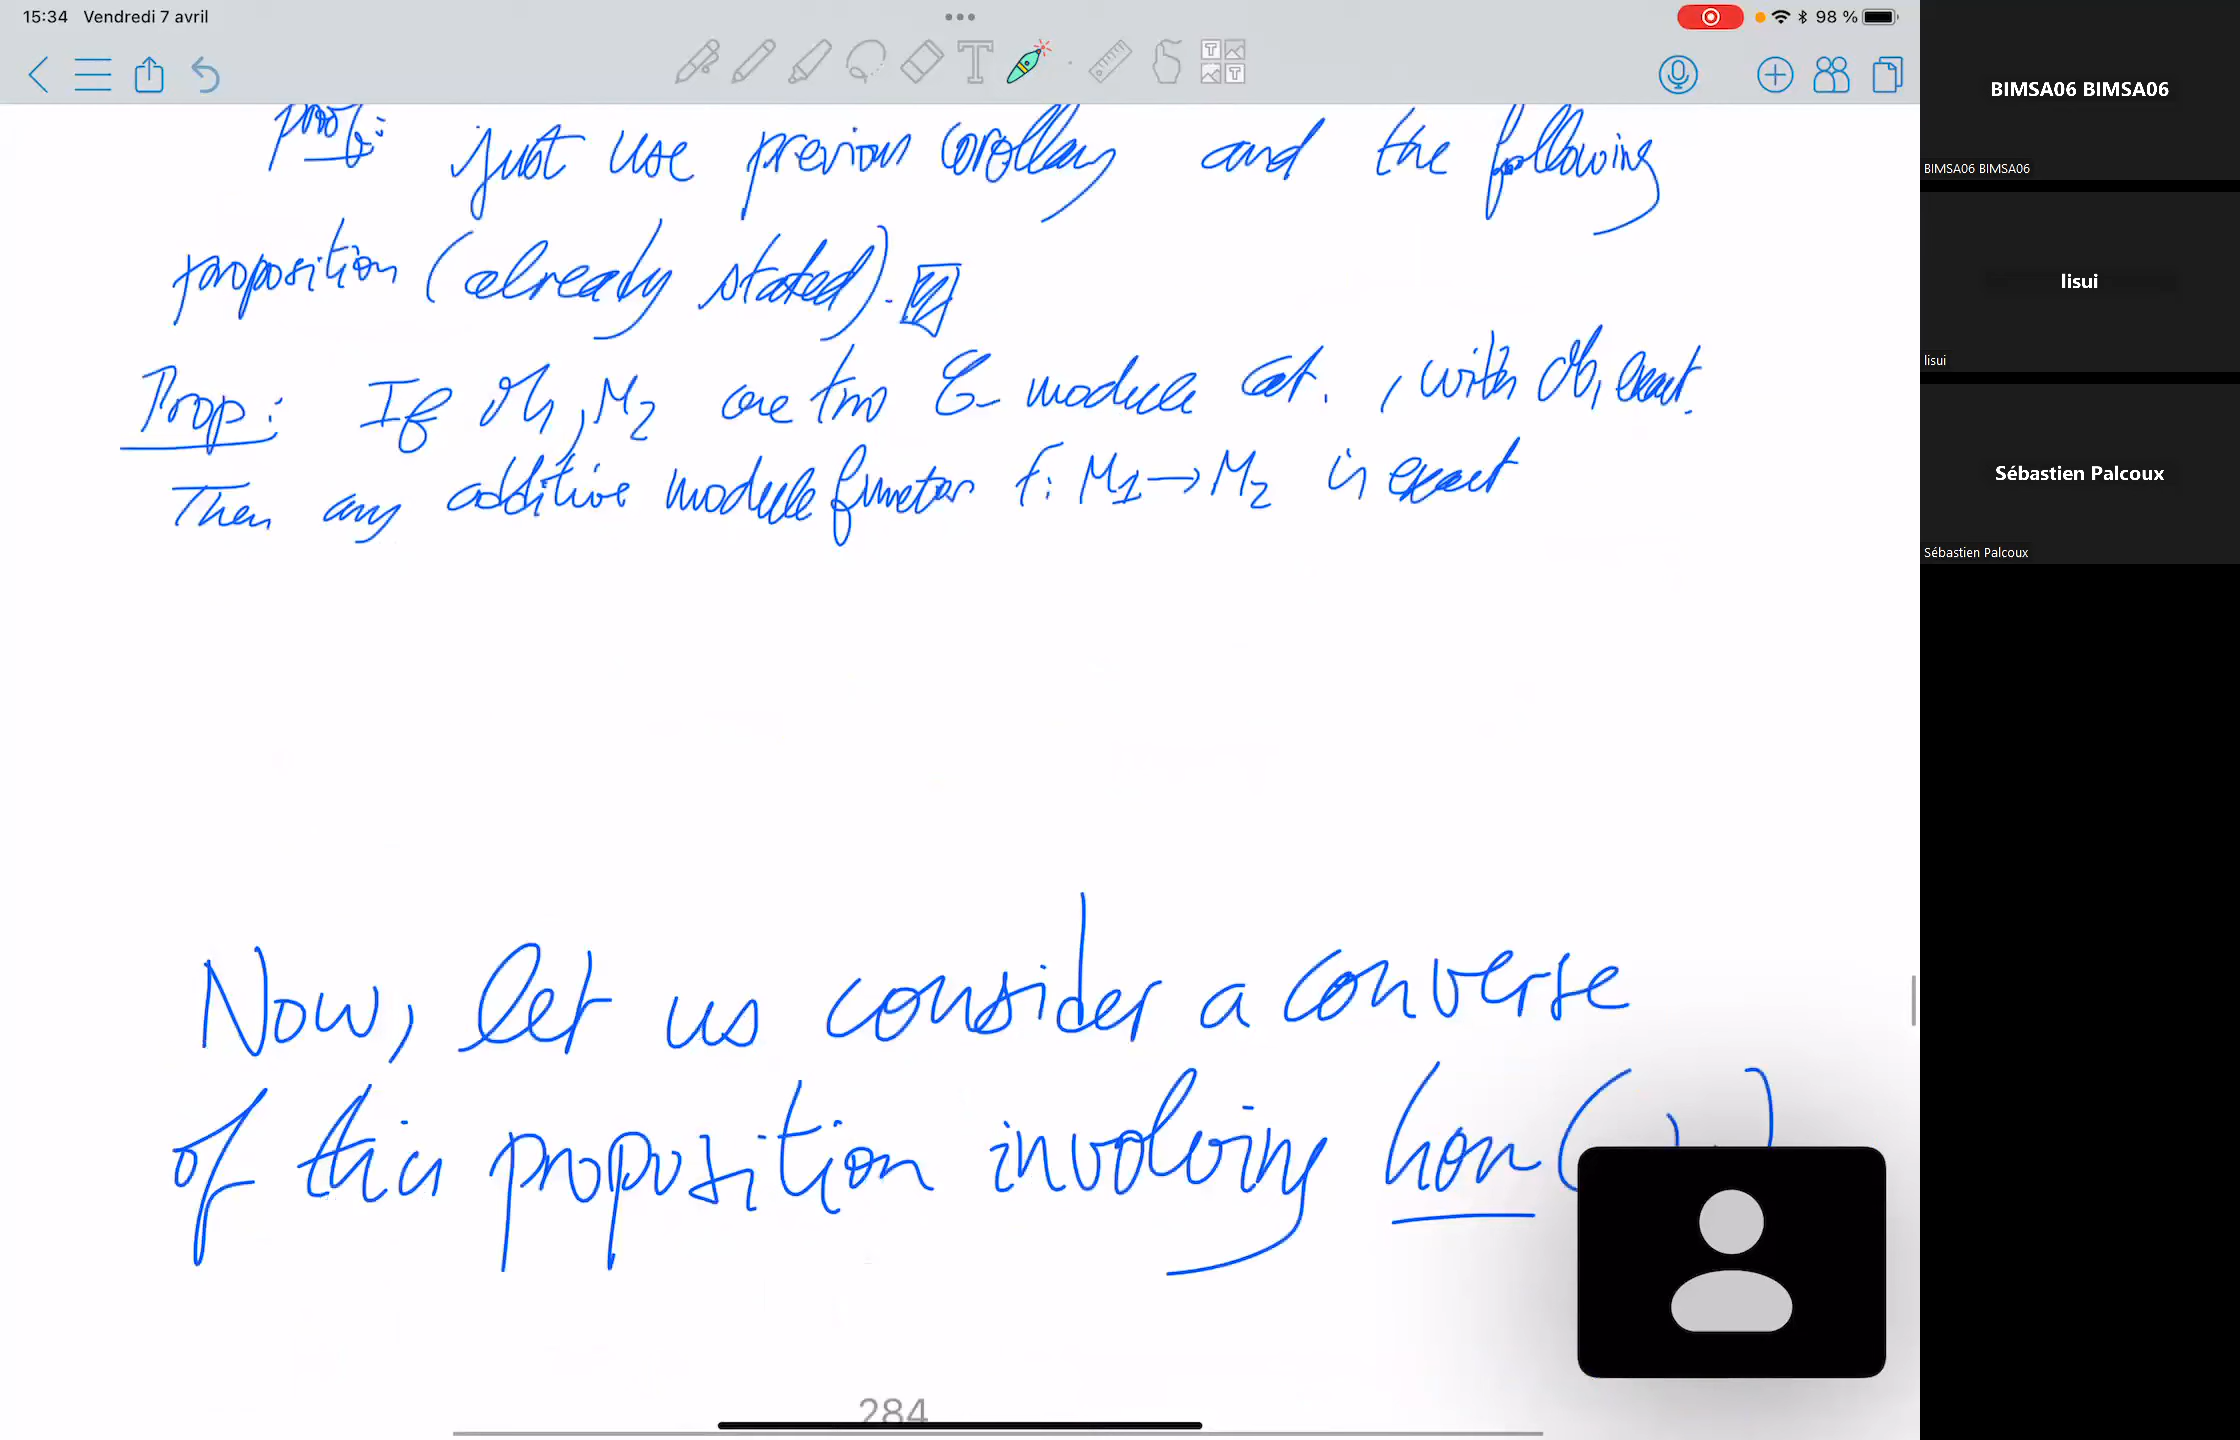 15:34 Vendredi 7 avril
98 %
proof: just use previous corollary and the following
proposition (already stated).
Prop: If M1, M2 are two C-module cat., with M1 exact.
Then any additive module functor F: M1 → M2 is exact
Now, let us consider a converse
of this proposition involving hom( , )
284
BIMSA06 BIMSA06
BIMSA06 BIMSA06
lisui
lisui
Sébastien Palcoux
Sébastien Palcoux